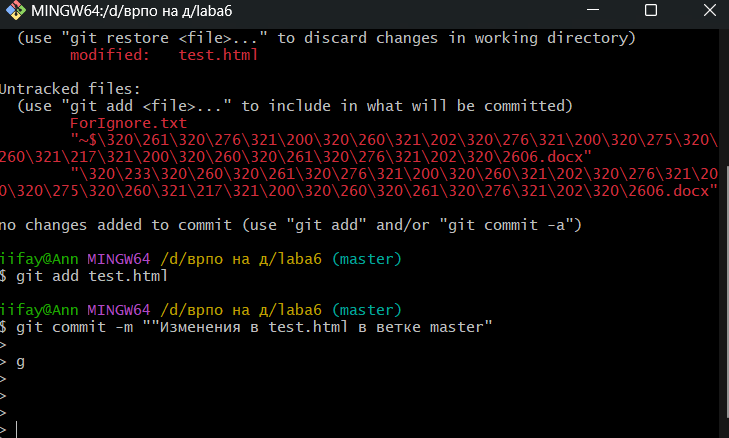 MINGW64:/d/врпо на д/laba6
(use "git restore <file>..." to discard changes in working directory)
modified:   test.html
Untracked files:
(use "git add <file>..." to include in what will be committed)
ForIgnore.txt
"~$\320\261\320\276\321\200\320\260\321\202\320\276\321\200\320\275\320\
260\321\217\321\200\320\260\320\261\320\276\321\202\320\2606.docx"
"\320\233\320\260\320\261\320\276\321\200\320\260\321\202\320\276\321\20
0\320\275\320\260\321\217\321\200\320\260\320\261\320\276\321\202\320\2606.docx"
no changes added to commit (use "git add" and/or "git commit -a")
iifay@Ann MINGW64 /d/врпо на д/laba6 (master)
$ git add test.html
iifay@Ann MINGW64 /d/врпо на д/laba6 (master)
$ git commit -m ""Изменения в test.html в ветке master"
>
> g
>
>
>
>